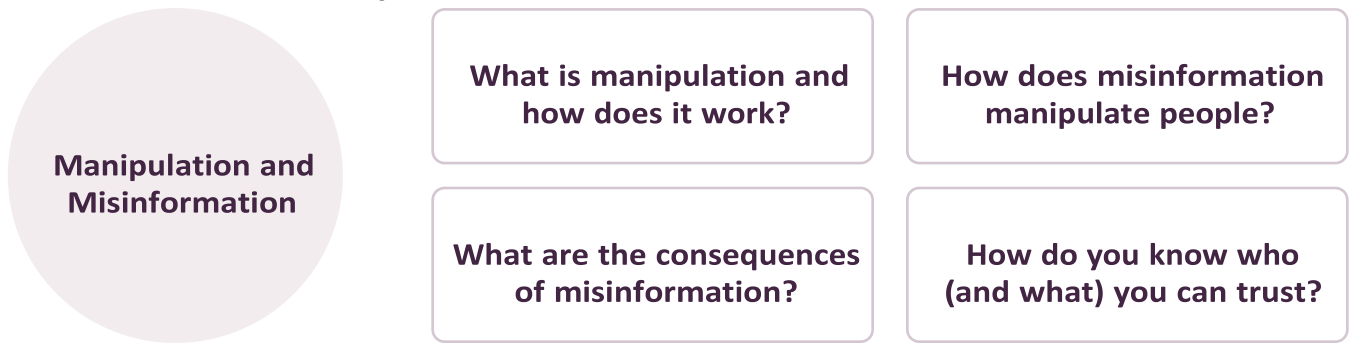 Manipulation and
Misinformation
What is manipulation and
how does it work?
How does misinformation
manipulate people?
What are the consequences
of misinformation?
How do you know who
(and what) you can trust?